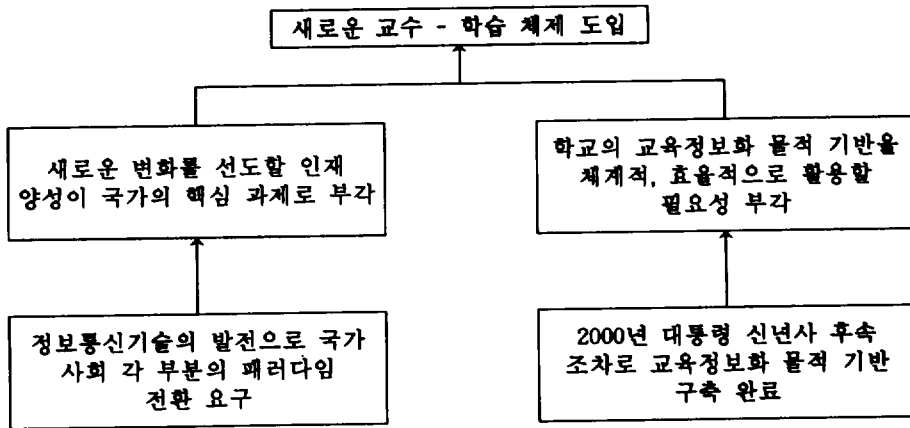 새로운 교수 - 학습 체제 도입
새로운 변화를 선도할 인재
양성이 국가의 핵심 과제로 부각
학교의 교육정보화 물적 기반을
체계적, 효율적으로 활용할
필요성 부각
정보통신기술의 발전으로 국가
사회 각 부분의 패러다임
전환 요구
2000년 대통령 신년사 후속
조차로 교육정보화 물적 기반
구축 완료